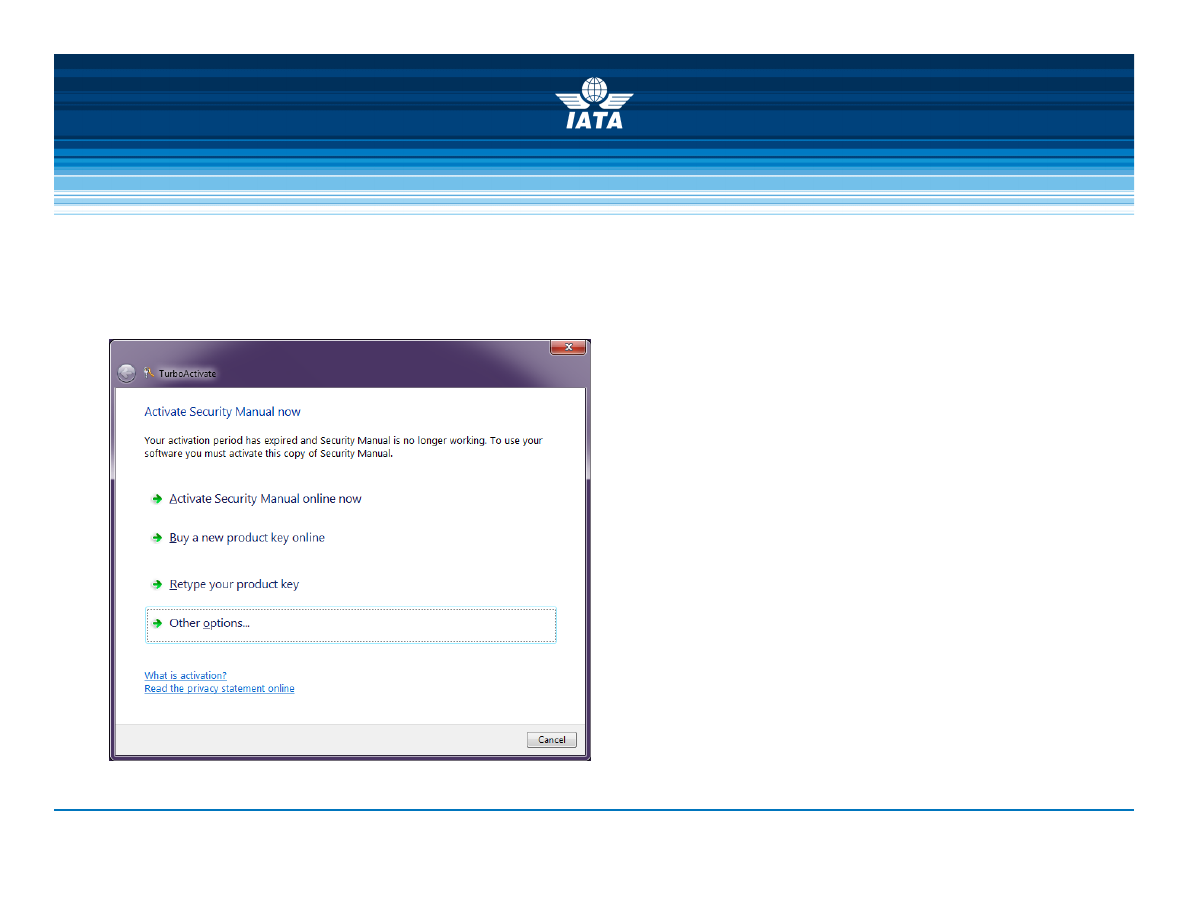 IATA
TurboActivate
Activate Security Manual now
Your activation period has expired and Security Manual is no longer working. To use your
software you must activate this copy of Security Manual.
Activate Security Manual online now
Buy a new product key online
Retype your product key
Other options...
What is activation?
Read the privacy statement online
Cancel